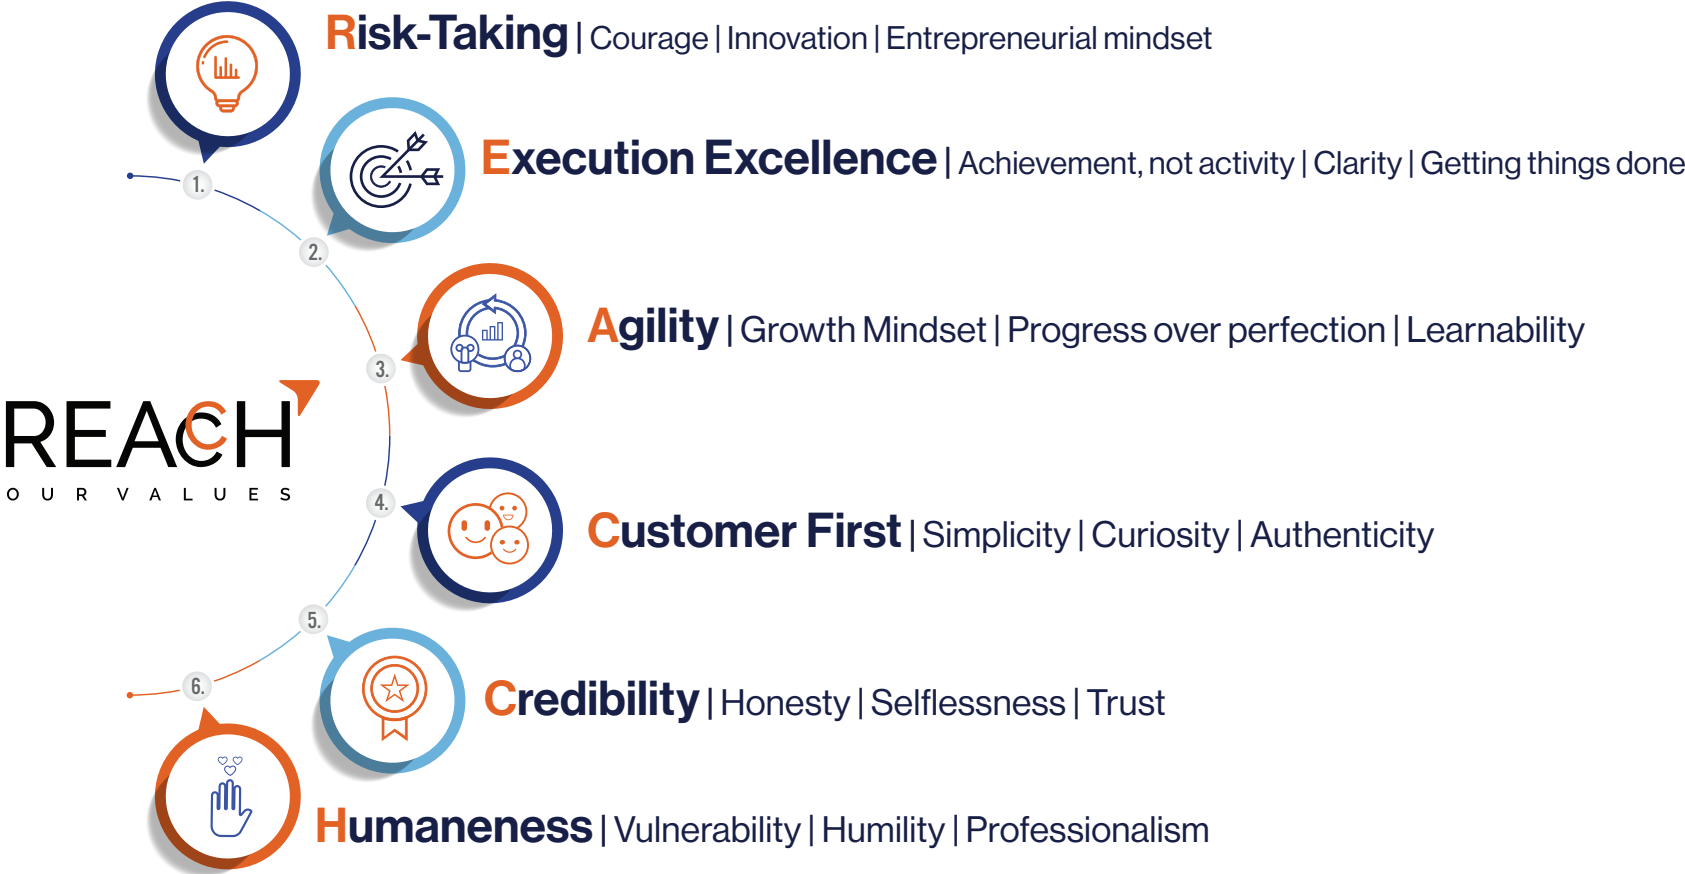 Risk-Taking | Courage | Innovation | Entrepreneurial mindset
1.
Execution Excellence | Achievement, not activity | Clarity | Getting things done
2.
Agility | Growth Mindset | Progress over perfection | Learnability
3.
REACCH
OUR VALUES
4.
Customer First | Simplicity | Curiosity | Authenticity
5.
Credibility | Honesty | Selflessness | Trust
6.
Humaneness | Vulnerability | Humility | Professionalism